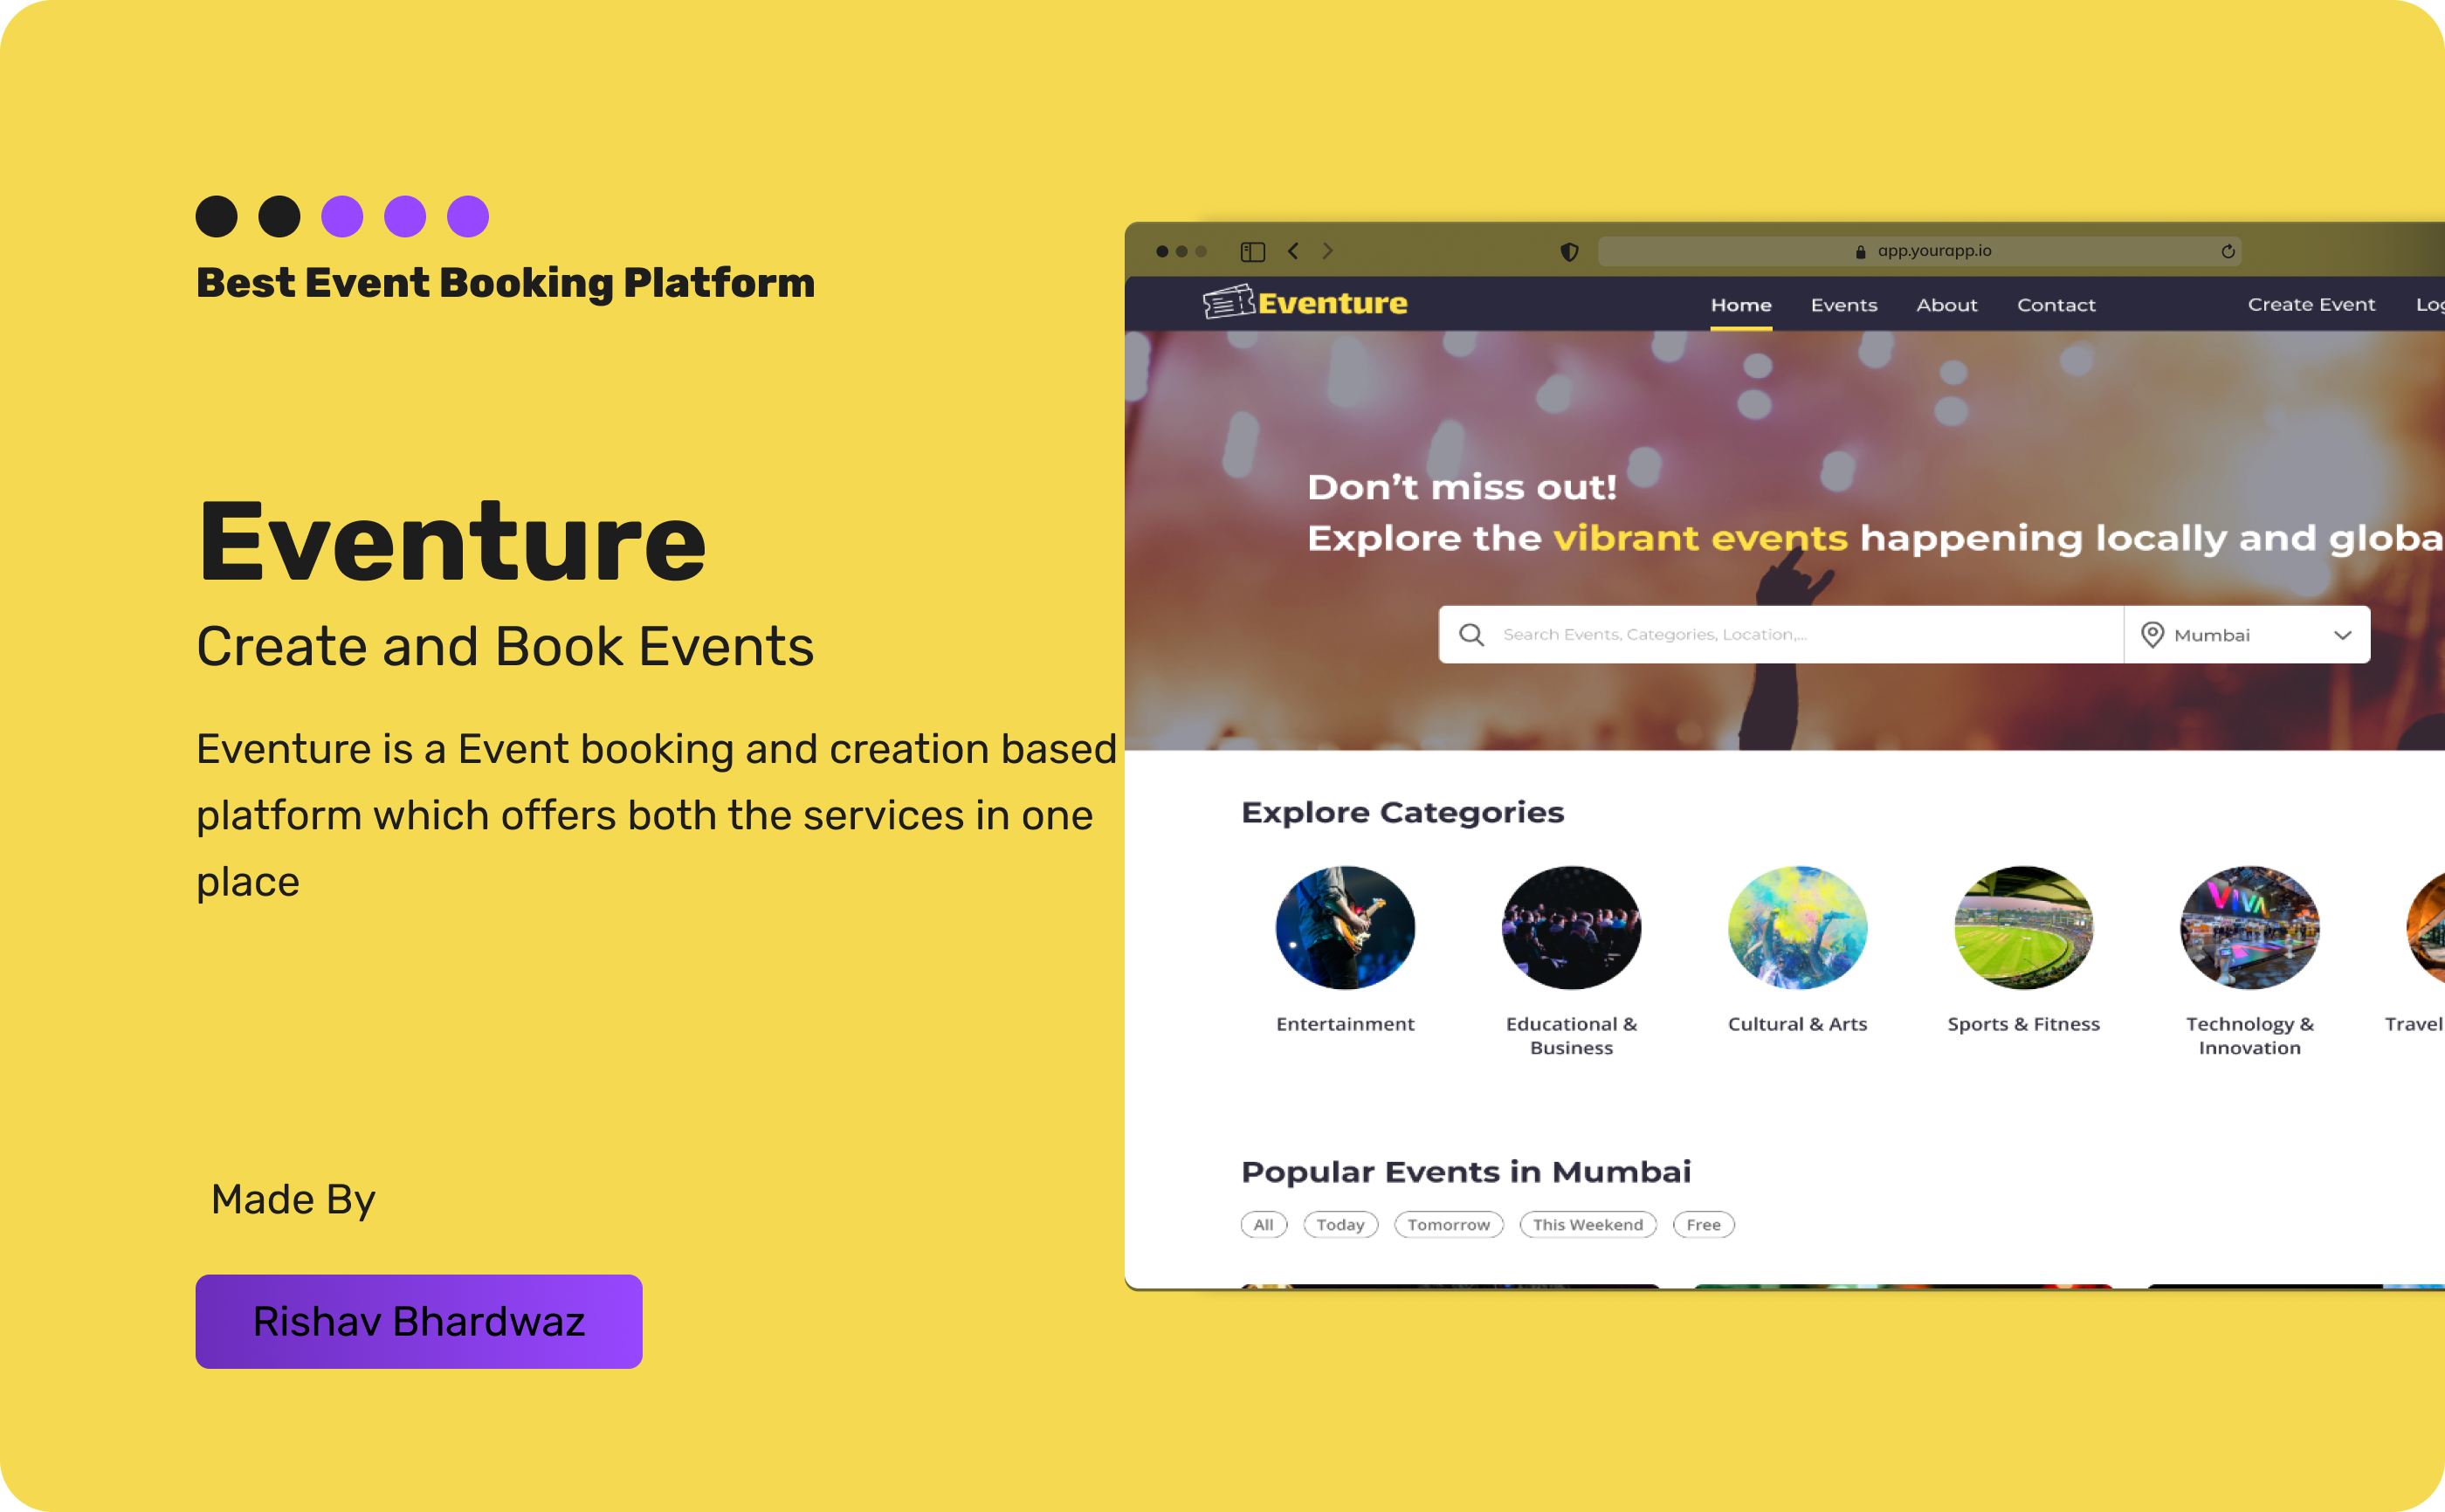 Best Event Booking Platform
Eventure
Create and Book Events
Eventure is a Event booking and creation based
platform which offers both the services in one
place
Made By
Rishav Bhardwaz
app.yourapp.io
Eventure
Home Events About Contact Create Event Log
Don’t miss out!
Explore the vibrant events happening locally and globa
Search Events, Categories, Location,...
Mumbai
Explore Categories
VIVA
Entertainment
Educational &
Business
Cultural & Arts
Sports & Fitness
Technology &
Innovation
Travel
Popular Events in Mumbai
All Today Tomorrow This Weekend Free